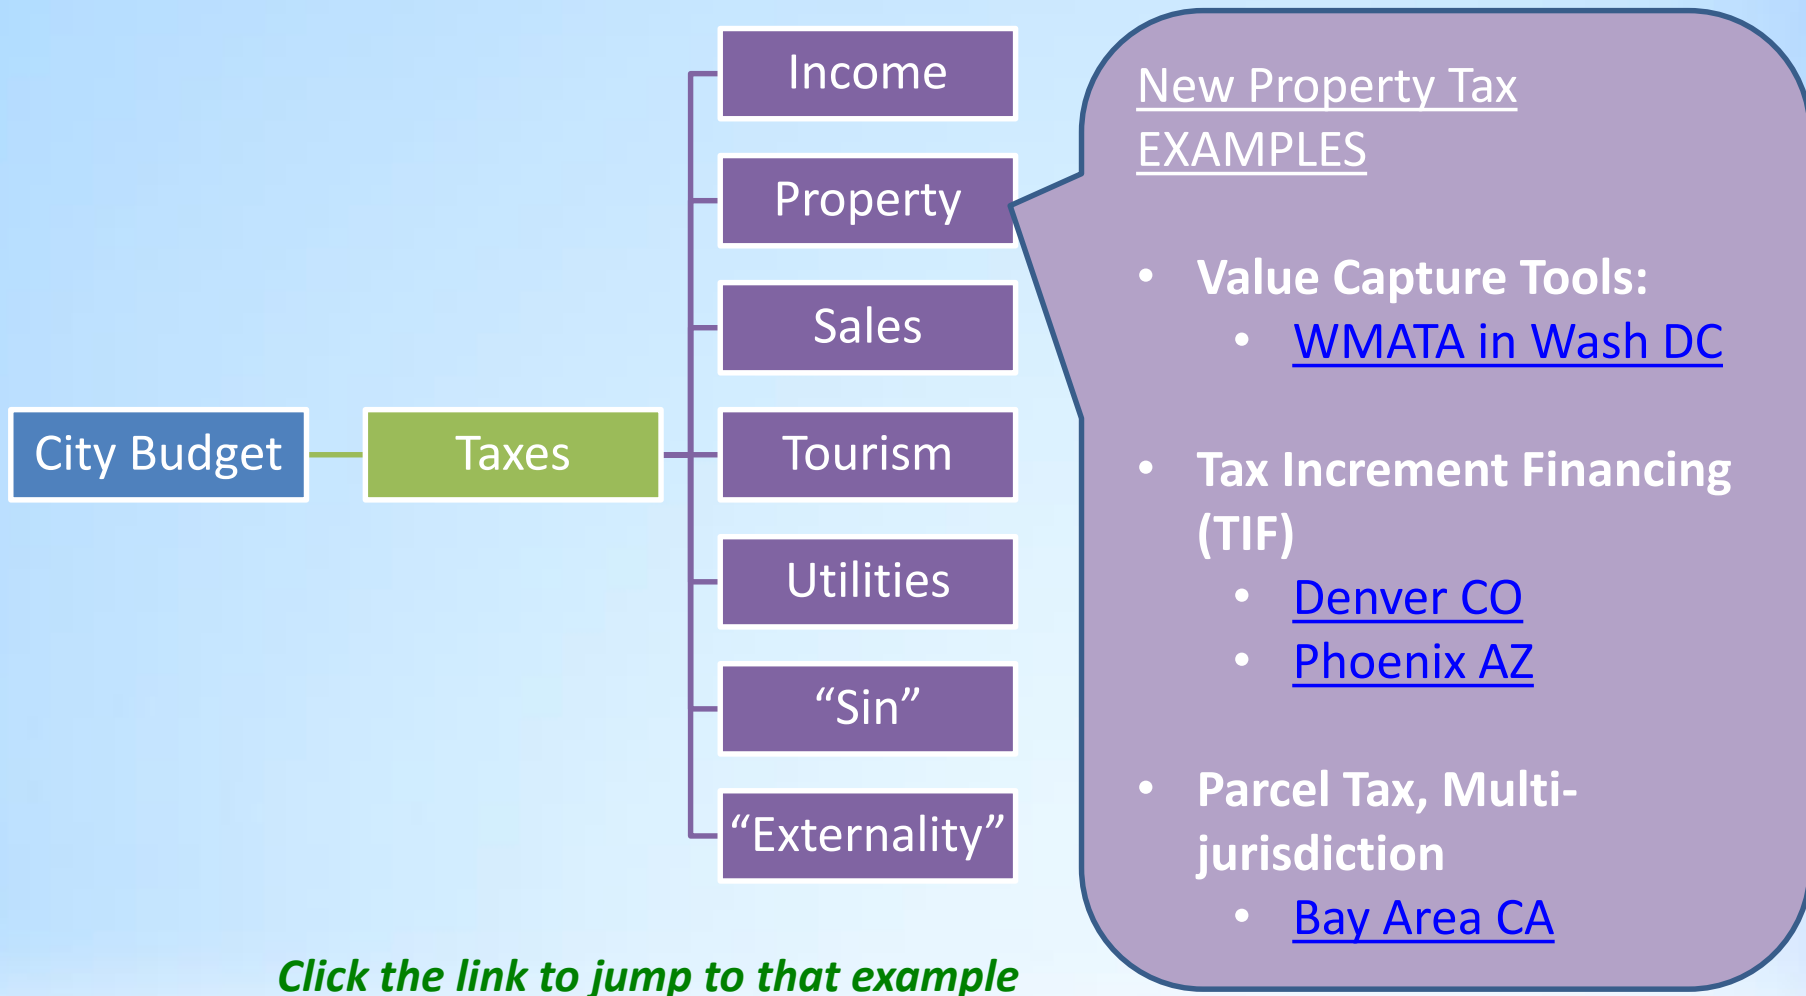 City Budget
Taxes
Income
Property
Sales
Tourism
Utilities
“Sin”
“Externality”
New Property Tax
EXAMPLES
• Value Capture Tools:
• WMATA in Wash DC
• Tax Increment Financing
(TIF)
• Denver CO
• Phoenix AZ
• Parcel Tax, Multi-
jurisdiction
• Bay Area CA
Click the link to jump to that example